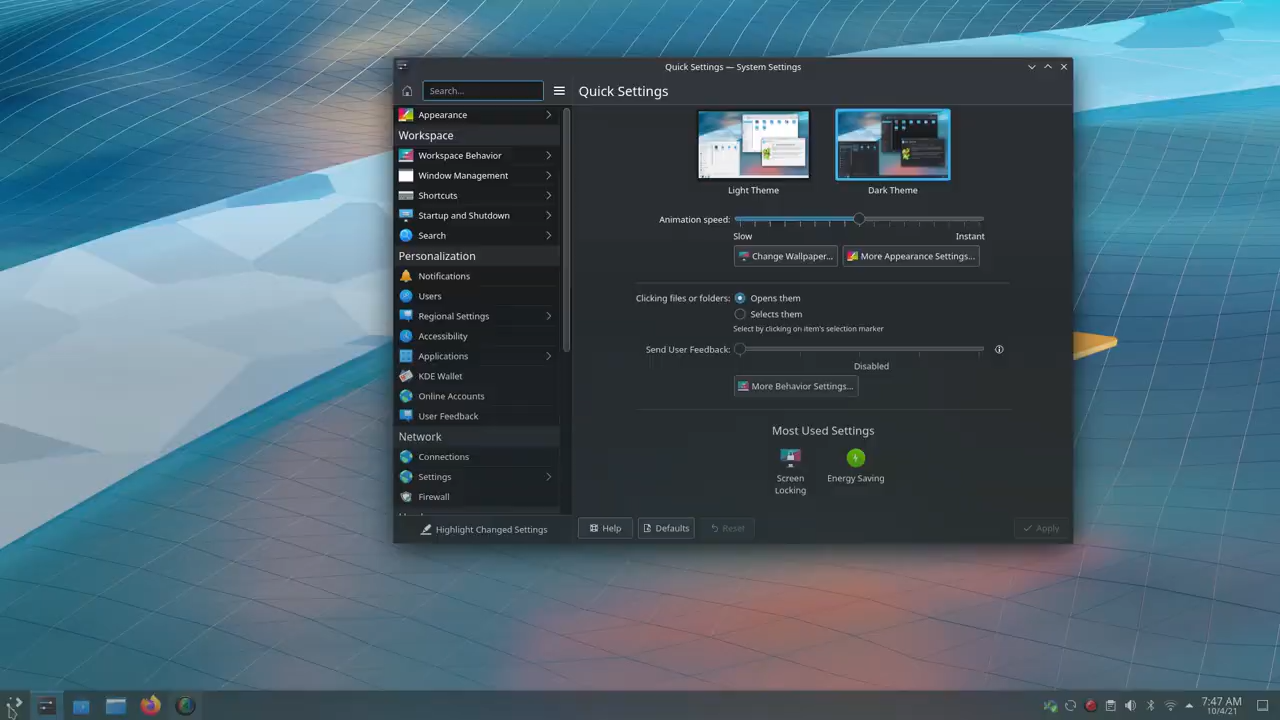 Quick Settings — System Settings
Search...
Quick Settings
Appearance
Workspace
Workspace Behavior
Window Management
Shortcuts
Startup and Shutdown
Search
Personalization
Notifications
Users
Regional Settings
Accessibility
Applications
KDE Wallet
Online Accounts
User Feedback
Network
Connections
Settings
Firewall
Highlight Changed Settings
Light Theme
Dark Theme
Animation speed:
Slow
Instant
Change Wallpaper...
More Appearance Settings...
Clicking files or folders:
Opens them
Selects them
Select by clicking on item's selection marker
Send User Feedback:
Disabled
More Behavior Settings...
Most Used Settings
Screen
Locking
Energy Saving
Help
Defaults
Reset
Apply
7:47 AM
10/4/21